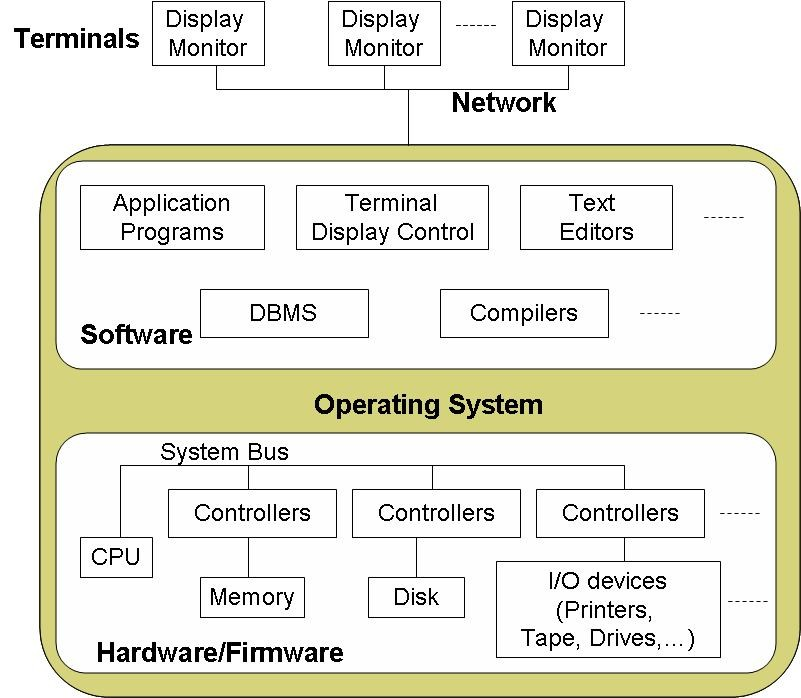 Terminals
Display
Monitor
Display
Monitor
Display
Monitor
Network
Application
Programs
Terminal
Display Control
Text
Editors
DBMS
Compilers
Software
Operating System
System Bus
Controllers
Controllers
Controllers
CPU
Memory
Disk
I/O devices
(Printers,
Tape, Drives,…)
Hardware/Firmware